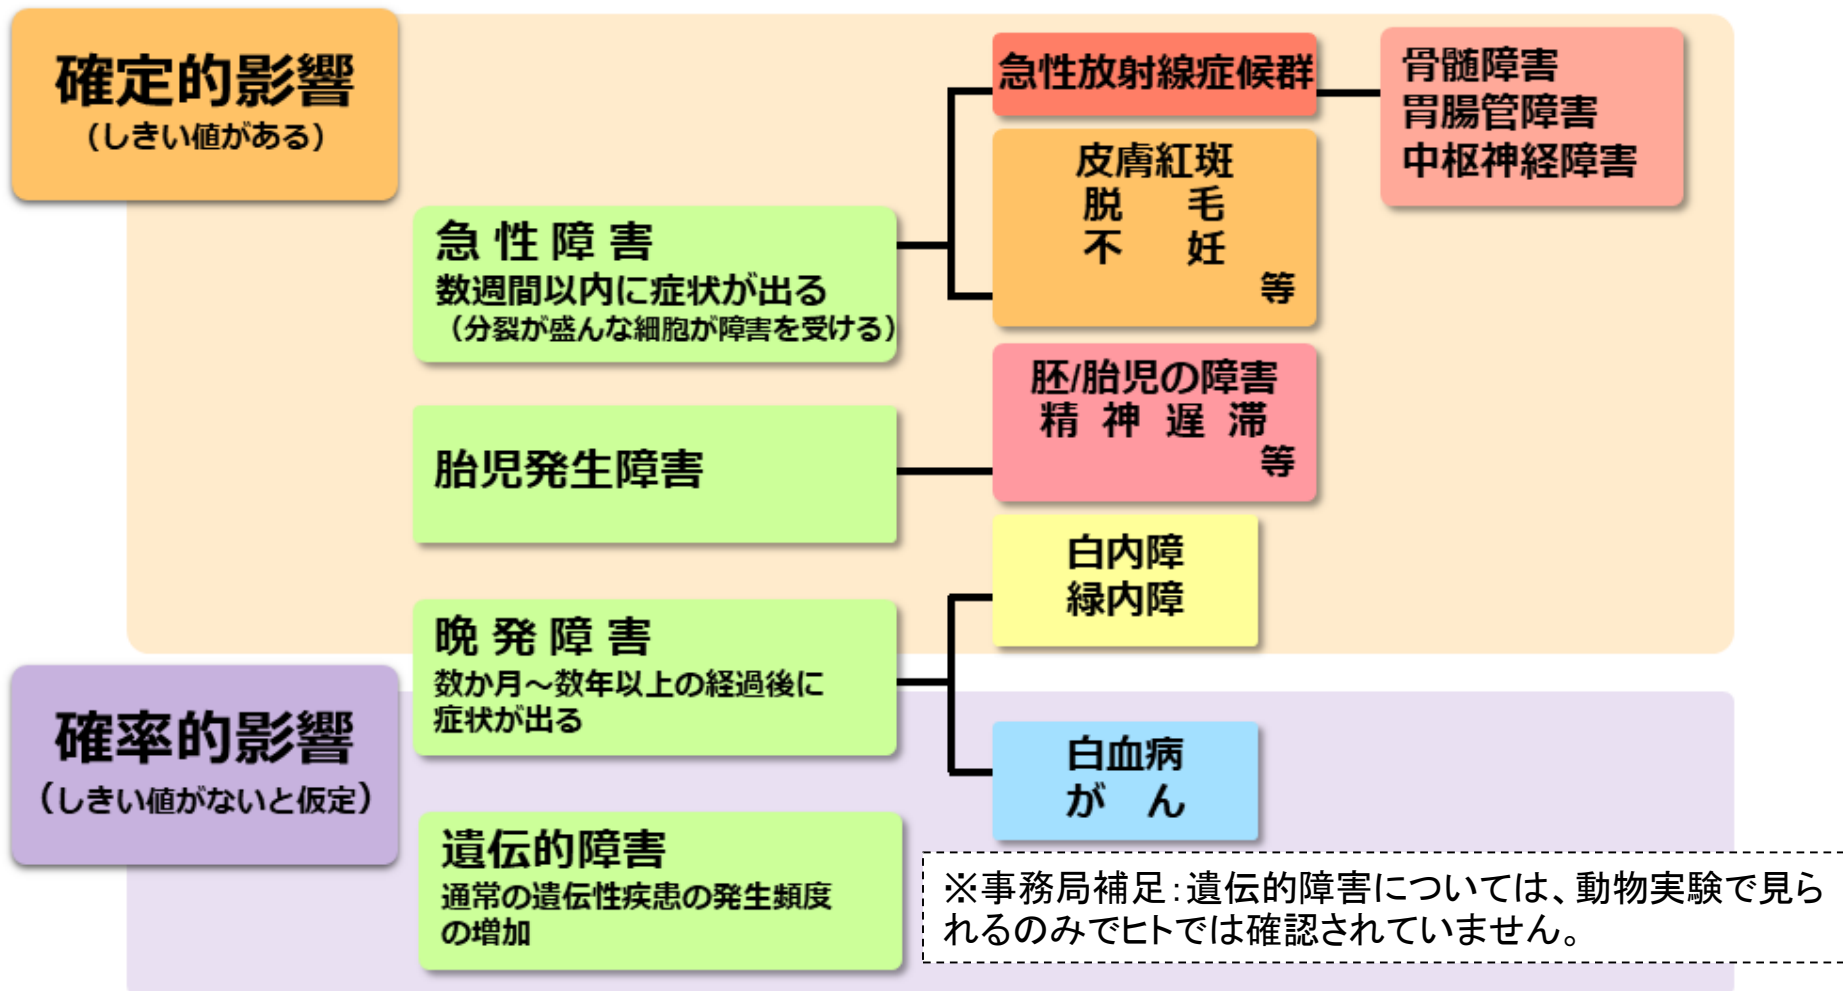 確定的影響
（しきい値がある）
急性放射線症候群
骨髄障害
胃腸管障害
中枢神経障害
皮膚紅斑
脱　毛
不　妊
等
急 性 障 害
数週間以内に症状が出る
（分裂が盛んな細胞が障害を受ける）
胚/胎児の障害
精 神 遅 滞
等
胎児発生障害
白内障
緑内障
晩 発 障 害
数か月～数年以上の経過後に
症状が出る
確率的影響
（しきい値がないと仮定）
白血病
が　ん
遺伝的障害
通常の遺伝性疾患の発生頻度
の増加
※事務局補足：遺伝的障害については、動物実験で見ら
れるのみでヒトでは確認されていません。